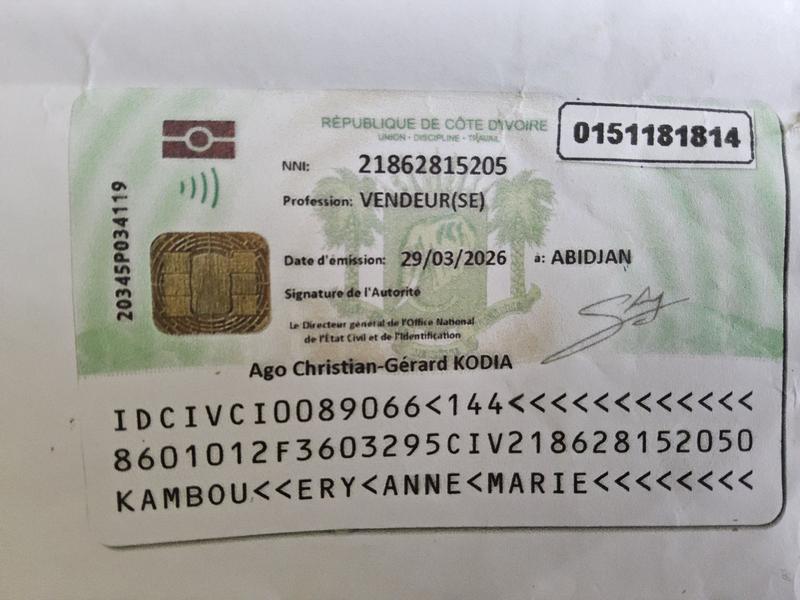 RÉPUBLIQUE DE CÔTE D'IVOIRE
UNION - DISCIPLINE - TRAVAIL
0151181814
NNI: 21862815205
Profession: VENDEUR(SE)
20345P034119
Date d'émission: 29/03/2026 à: ABIDJAN
Signature de l'Autorité
Le Directeur général de l'Office National
de l'État Civil et de l'Identification
Ago Christian-Gérard KODIA
IDCIVCI0089066<144<<<<<<<<<<<<
8601012F3603295CIV218628152050
KAMBOU<<ERY<ANNE<MARIE<<<<<<<<